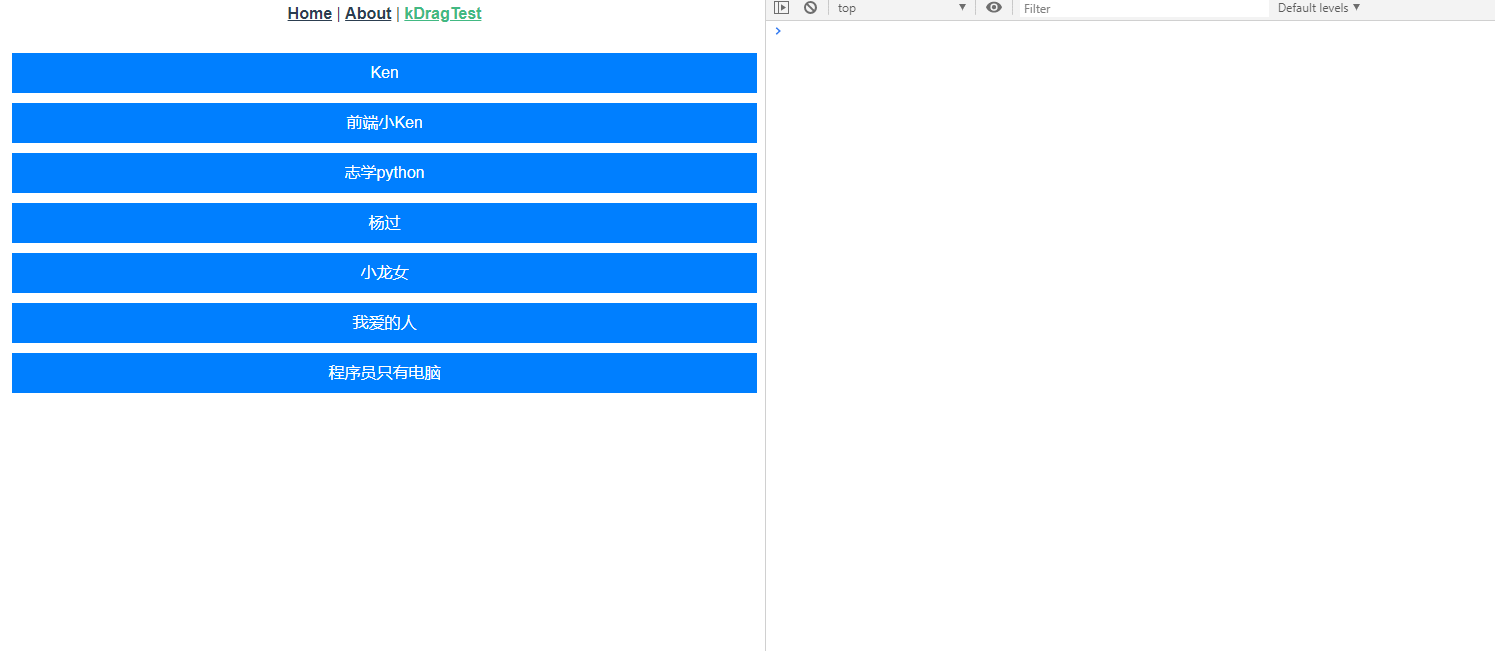 Home | About | kDragTest
top Filter Default levels
Ken
前端小Ken
志学python
杨过
小龙女
我爱的人
程序员只有电脑